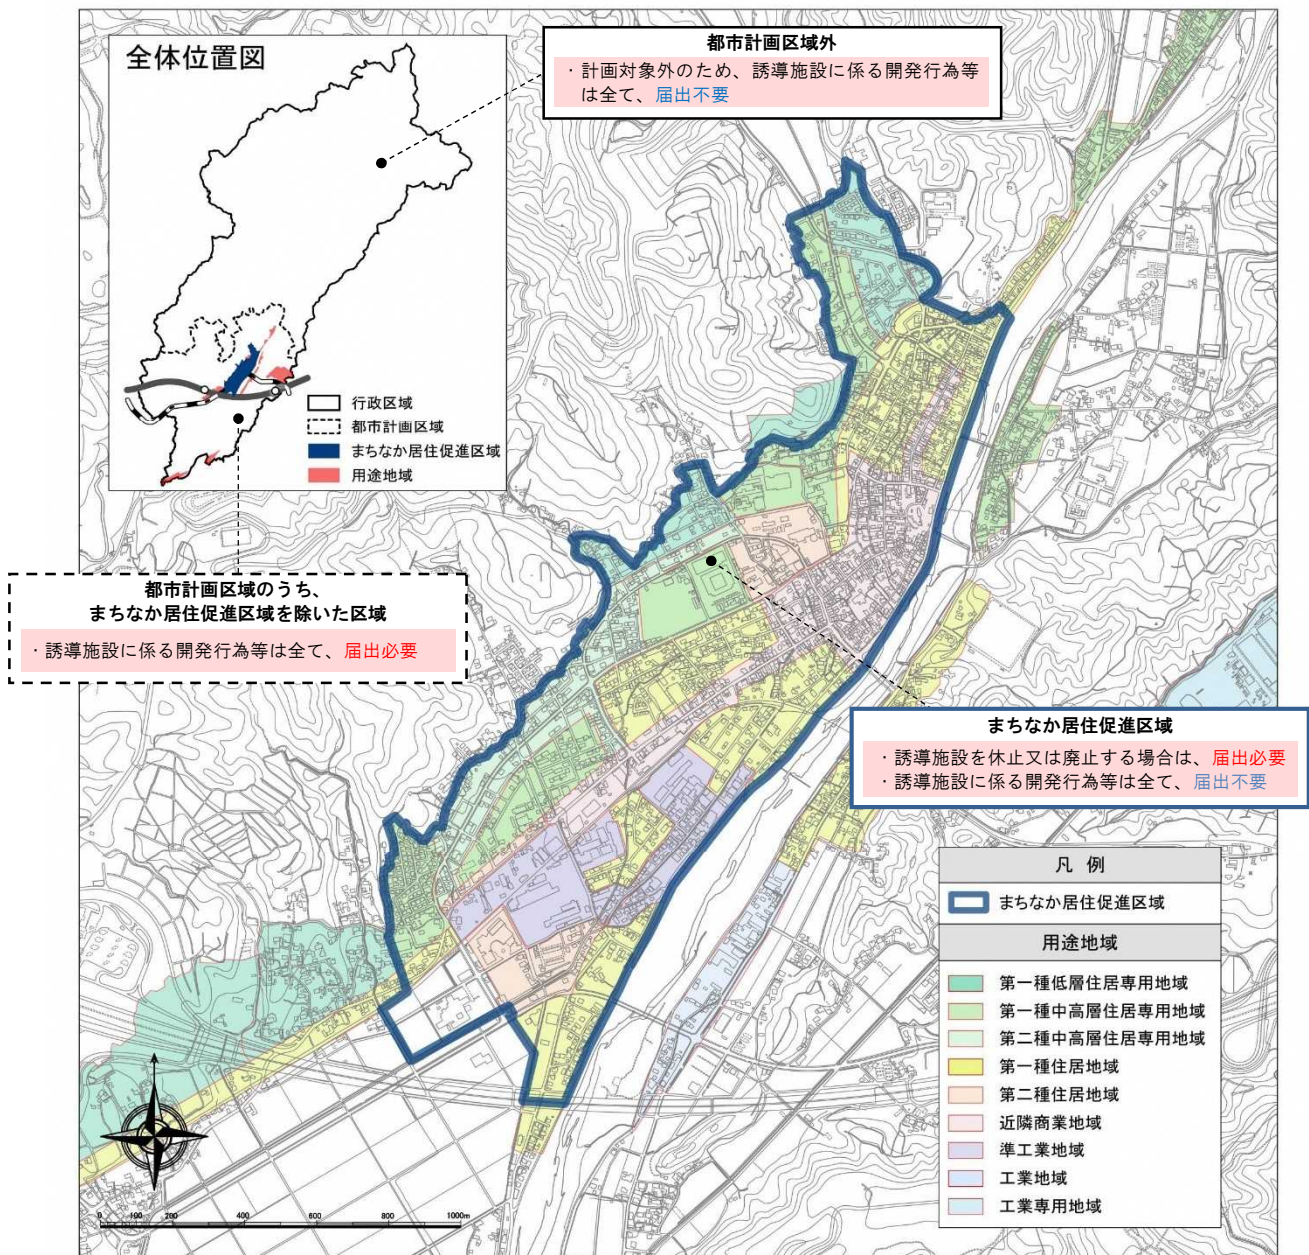 全体位置図
行政区域
都市計画区域
まちなか居住促進区域
用途地域
都市計画区域外
・計画対象外のため、誘導施設に係る開発行為等
は全て、届出不要
都市計画区域のうち、
まちなか居住促進区域を除いた区域
・誘導施設に係る開発行為等は全て、届出必要
まちなか居住促進区域
・誘導施設を休止又は廃止する場合は、届出必要
・誘導施設に係る開発行為等は全て、届出不要
凡 例
まちなか居住促進区域
用途地域
第一種低層住居専用地域
第一種中高層住居専用地域
第二種中高層住居専用地域
第一種住居地域
第二種住居地域
近隣商業地域
準工業地域
工業地域
工業専用地域
0 100 200 400 600 800 1000m